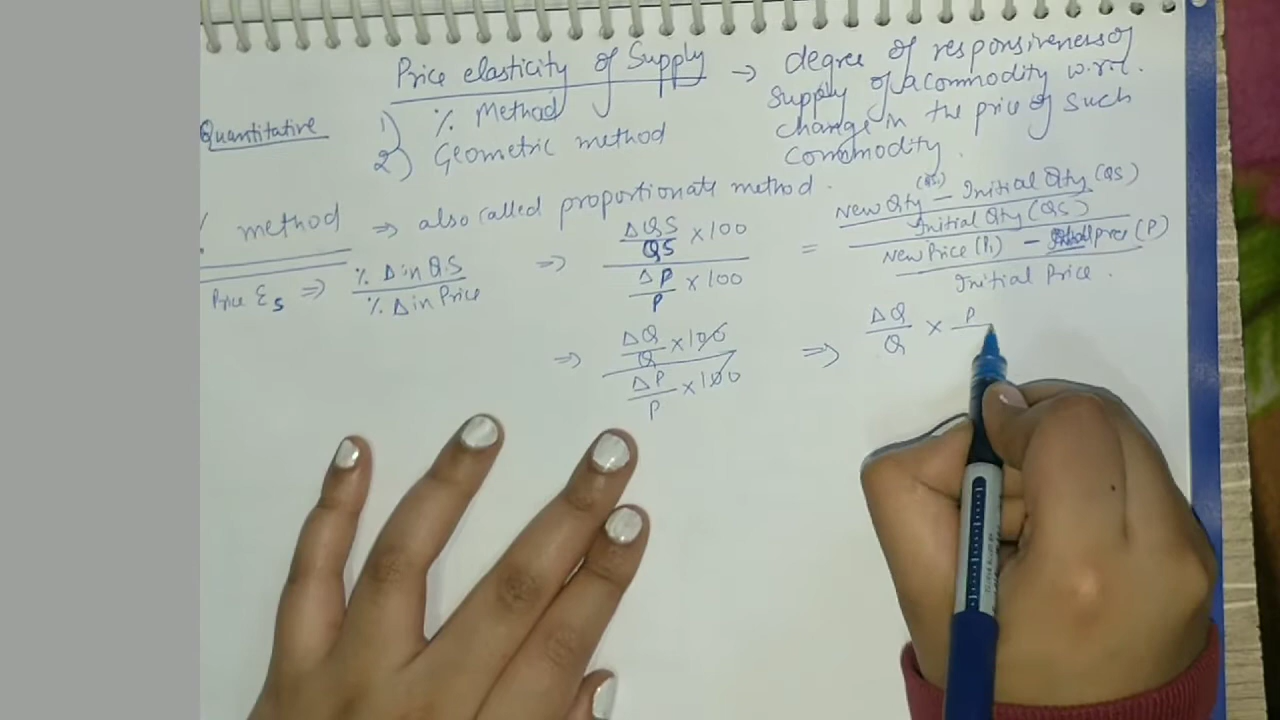 Price elasticity of Supply → degree of responsiveness of
supply of a commodity w.r.t.
change in the price of such
commodity.
Quantitative
1) % Method
2) Geometric method
% method ⇒ also called proportionate method.
Price Es ⇒ % Δ in QS / % Δ in Price ⇒ ΔQS/QS × 100 / ΔP/P × 100 = New Qty (QS1) − Initial Qty (QS) / Initial Qty (QS) / New Price (P1) − Initial price (P) / Initial Price.
⇒ ΔQ/Q × 100 / ΔP/P × 100 ⇒ ΔQ/Q × P